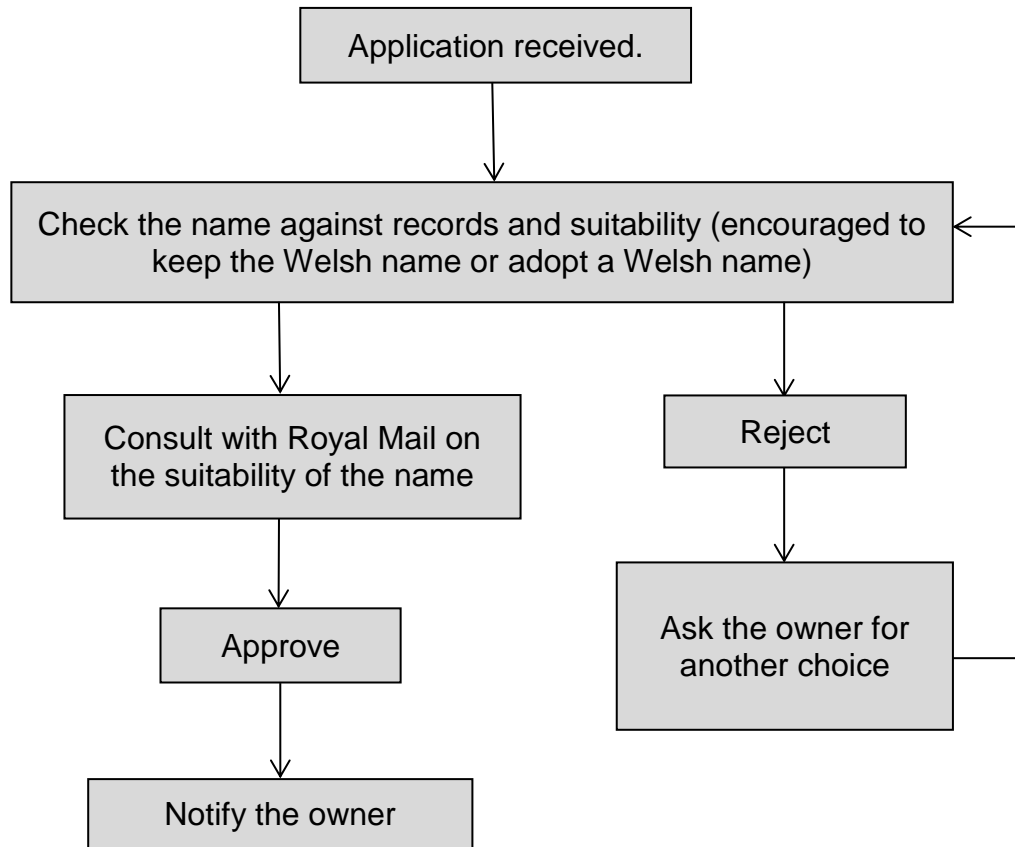 Application received.
Check the name against records and suitability (encouraged to
keep the Welsh name or adopt a Welsh name)
Consult with Royal Mail on
the suitability of the name
Reject
Approve
Ask the owner for
another choice
Notify the owner